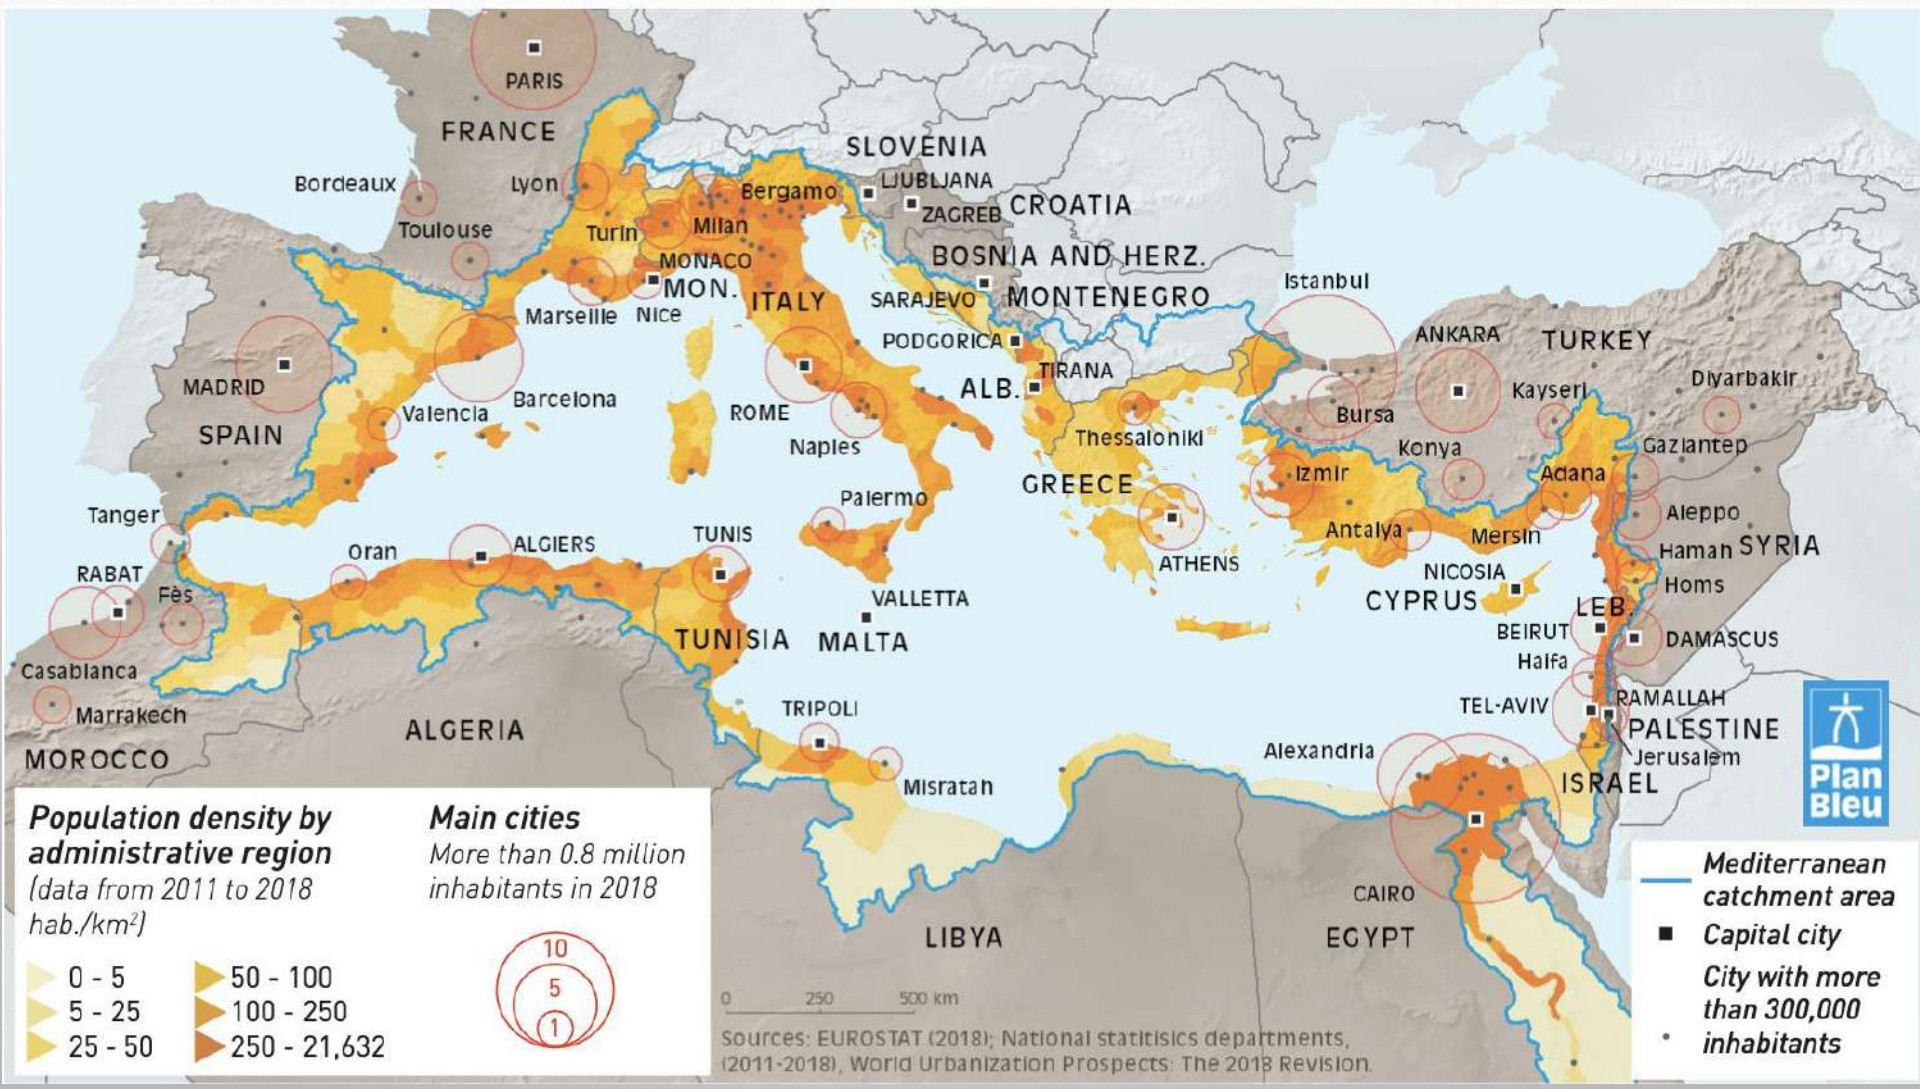 PARIS
FRANCE
SLOVENIA
Bordeaux
Lyon
LJUBLJANA
Bergamo
ZAGREB
CROATIA
Toulouse
Turin
Milan
MONACO
BOSNIA AND HERZ.
MON.
ITALY
SARAJEVO
MONTENEGRO
Istanbul
Marseille
Nice
PODGORICA
ANKARA
TURKEY
MADRID
TIRANA
ALB.
Kayseri
Diyarbakir
Valencia
Barcelona
ROME
Bursa
SPAIN
Naples
Thessaloniki
Konya
Gaziantep
GREECE
Izmir
Adana
Palermo
Tanger
Aleppo
Antalya
Mersin
Oran
ALGIERS
TUNIS
ATHENS
Hamah
SYRIA
RABAT
Fès
NICOSIA
CYPRUS
Homs
VALLETTA
LEB.
TUNISIA
MALTA
BEIRUT
DAMASCUS
Casablanca
Haifa
Marrakech
TRIPOLI
TEL-AVIV
RAMALLAH
ALGERIA
PALESTINE
MOROCCO
Alexandria
Jerusalem
Misratah
ISRAEL
Plan
Bleu
CAIRO
LIBYA
EGYPT
Population density by
administrative region
(data from 2011 to 2018
hab./km²)
0 - 5
5 - 25
25 - 50
50 - 100
100 - 250
250 - 21,632
Main cities
More than 0.8 million
inhabitants in 2018
10
5
1
0 250 500 km
Sources: EUROSTAT (2018); National statitisics departments,
(2011-2018), World Urbanization Prospects: The 2018 Revision.
Mediterranean
catchment area
Capital city
City with more
than 300,000
inhabitants